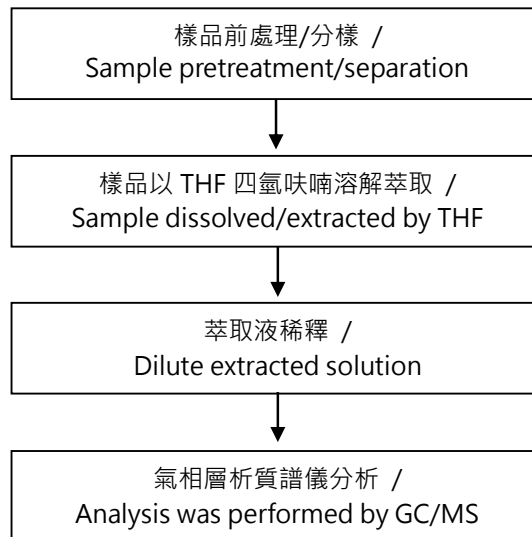 樣品前處理/分樣 /
Sample pretreatment/separation
樣品以 THF 四氫呋喃溶解萃取 /
Sample dissolved/extracted by THF
萃取液稀釋 /
Dilute extracted solution
氣相層析質譜儀分析 /
Analysis was performed by GC/MS